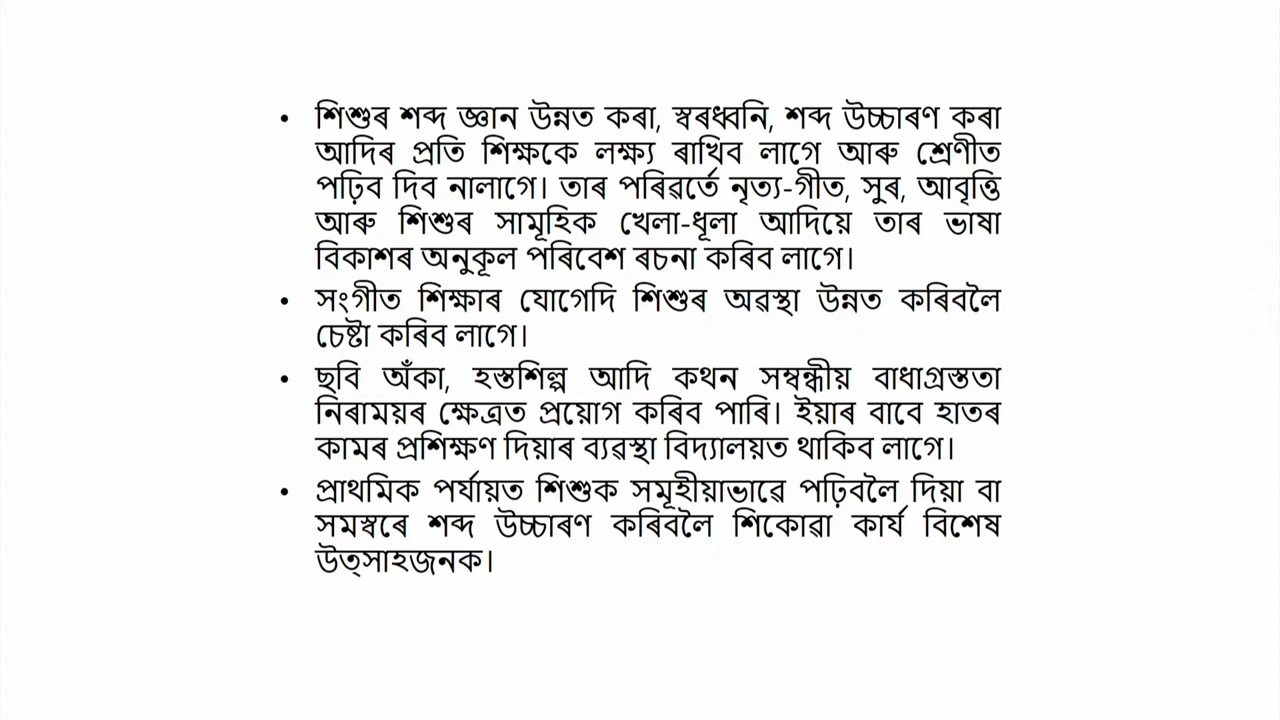 • শিশুৰ শব্দ জ্ঞান উন্নত কৰা, স্বৰধ্বনি, শব্দ উচ্চাৰণ কৰা
আদিৰ প্ৰতি শিক্ষকে লক্ষ্য ৰাখিব লাগে আৰু শ্ৰেণীত
পঢ়িব দিব নালাগে। তাৰ পৰিৱৰ্তে নৃত্য-গীত, সুৰ, আবৃত্তি
আৰু শিশুৰ সামূহিক খেলা-ধূলা আদিয়ে তাৰ ভাষা
বিকাশৰ অনুকূল পৰিবেশ ৰচনা কৰিব লাগে।
• সংগীত শিক্ষাৰ যোগেদি শিশুৰ অৱস্থা উন্নত কৰিবলৈ
চেষ্টা কৰিব লাগে।
• ছবি অঁকা, হস্তশিল্প আদি কথন সম্বন্ধীয় বাধাগ্ৰস্ততা
নিৰাময়ৰ ক্ষেত্ৰত প্ৰয়োগ কৰিব পাৰি। ইয়াৰ বাবে হাতৰ
কামৰ প্ৰশিক্ষণ দিয়াৰ ব্যৱস্থা বিদ্যালয়ত থাকিব লাগে।
• প্ৰাথমিক পৰ্যায়ত শিশুক সমূহীয়াভাৱে পঢ়িবলৈ দিয়া বা
সমস্বৰে শব্দ উচ্চাৰণ কৰিবলৈ শিকোৱা কাৰ্য বিশেষ
উত্সাহজনক।